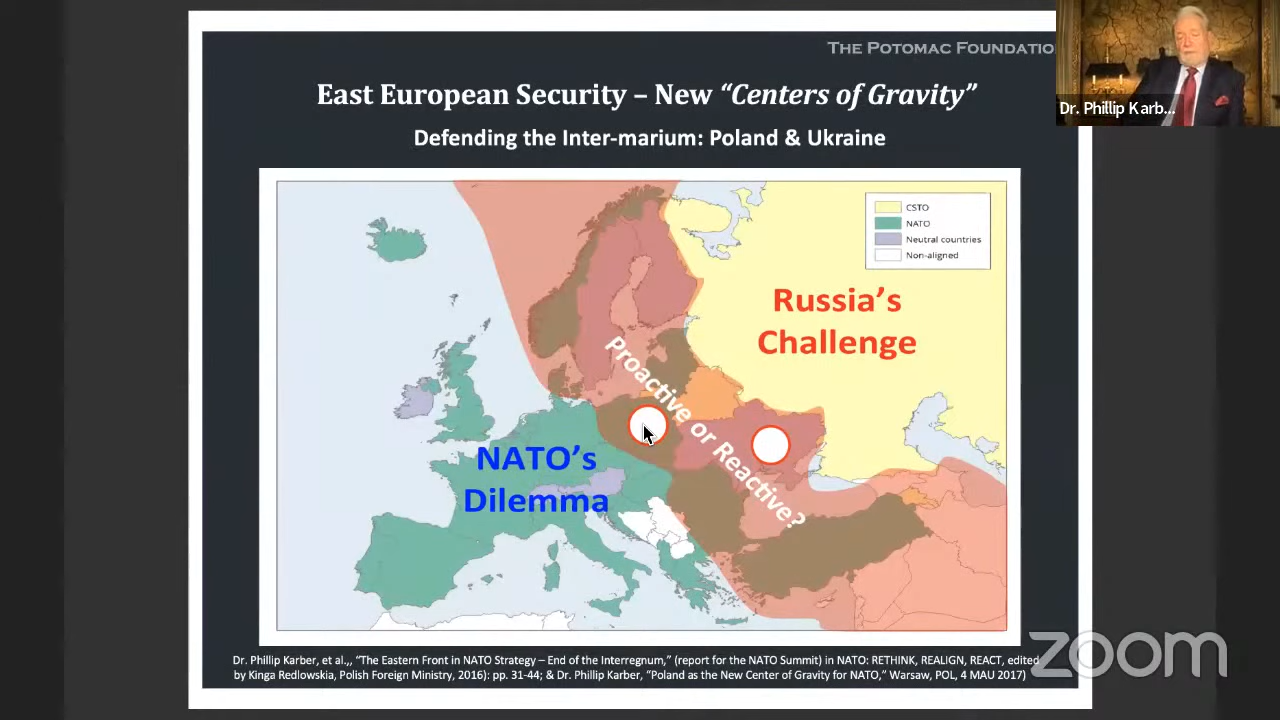 THE POTOMAC FOUNDATIO
East European Security – New “Centers of Gravity”
Dr. Phillip Karb...
Defending the Inter-marium: Poland & Ukraine
CSTO
NATO
Neutral countries
Non-aligned
Russia’s
Challenge
Proactive or Reactive?
NATO’s
Dilemma
Dr. Phillip Karber, et al.,, “The Eastern Front in NATO Strategy – End of the Interregnum,” (report for the NATO Summit) in NATO: RETHINK, REALIGN, REACT, edited
by Kinga Redlowskia, Polish Foreign Ministry, 2016): pp. 31-44; & Dr. Phillip Karber, “Poland as the New Center of Gravity for NATO,” Warsaw, POL, 4 MAU 2017)
zoom